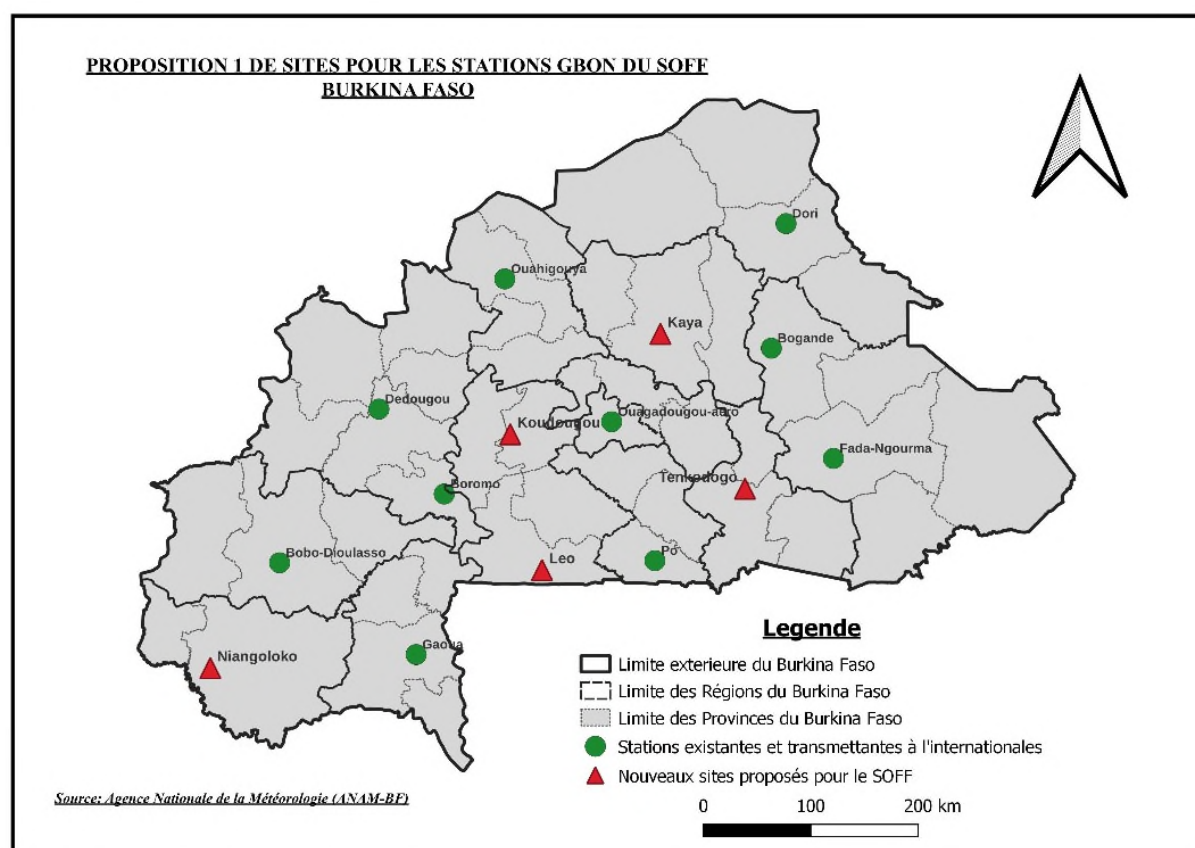 PROPOSITION 1 DE SITES POUR LES STATIONS GBON DU SOFF
BURKINA FASO
Dori
Ouahigouya
Kaya
Bogande
Dedougou
Koudougou
Ouagadougou-aero
Fada-Ngourma
Tenkodogo
Boromo
Bobo-Dioulasso
Leo
Pô
Gaoua
Niangoloko
Legende
Limite exterieure du Burkina Faso
Limite des Régions du Burkina Faso
Limite des Provinces du Burkina Faso
Stations existantes et transmettantes à l'internationales
Nouveaux sites proposés pour le SOFF
Source: Agence Nationale de la Météorologie (ANAM-BF)
0 100 200 km